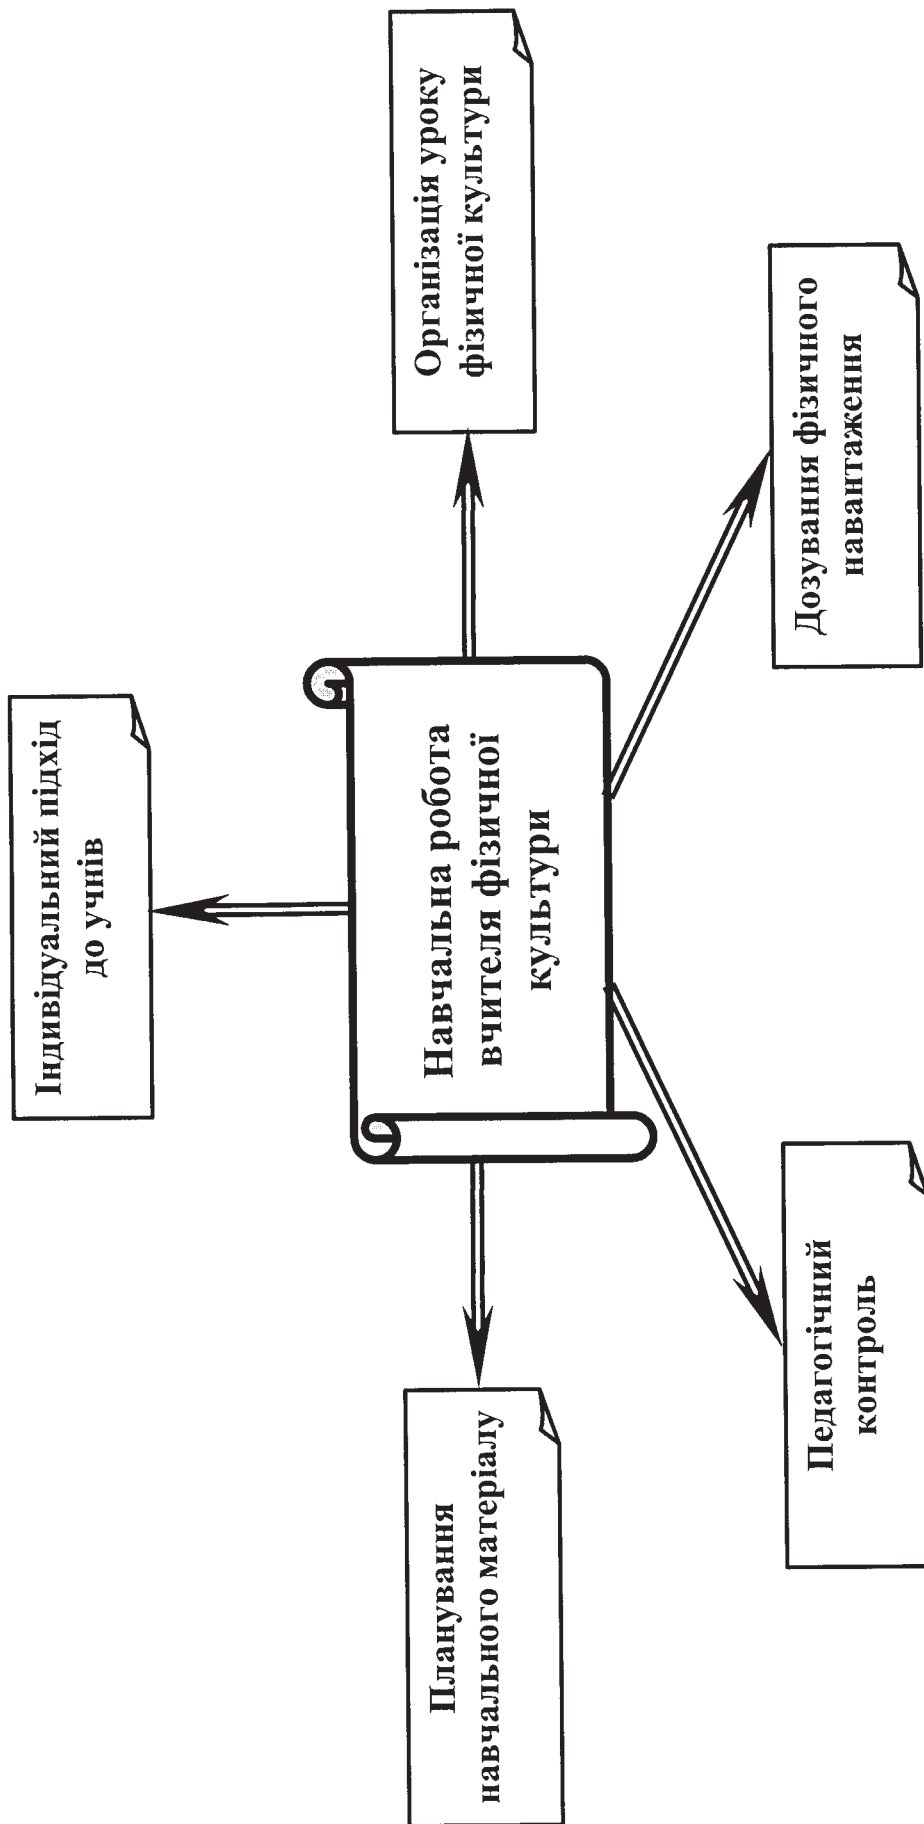 Індивідуальний підхід
до учнів
Планування
навчального матеріалу
Навчальна робота
вчителя фізичної
культури
Організація уроку
фізичної культури
Педагогічний
контроль
Дозування фізичного
навантаження